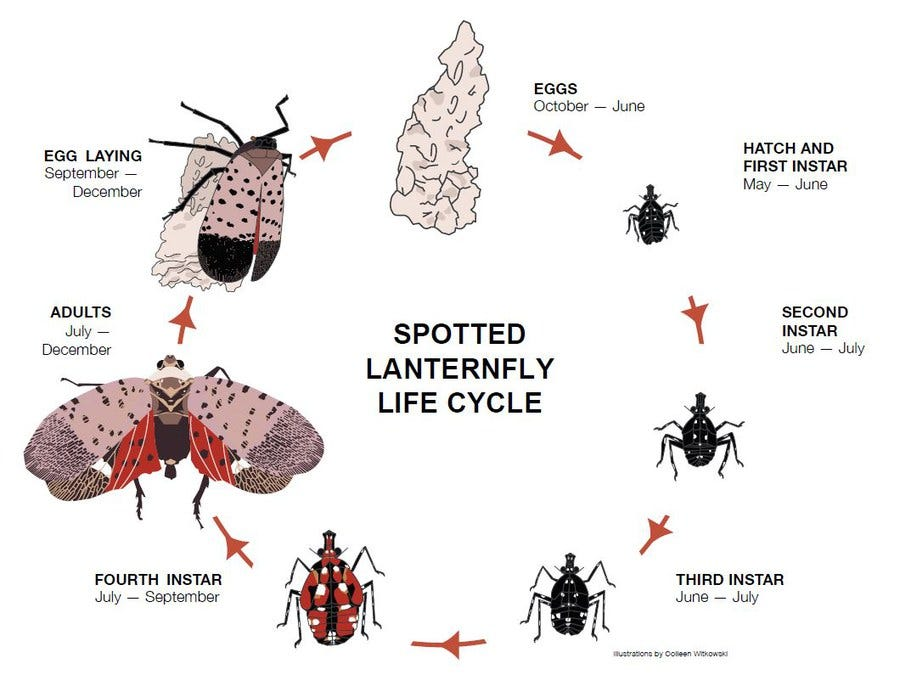 EGGS
October — June
HATCH AND
FIRST INSTAR
May — June
SECOND
INSTAR
June — July
THIRD INSTAR
June — July
FOURTH INSTAR
July — September
ADULTS
July —
December
EGG LAYING
September —
December
SPOTTED
LANTERNFLY
LIFE CYCLE
Illustrations by Colleen Witkowski